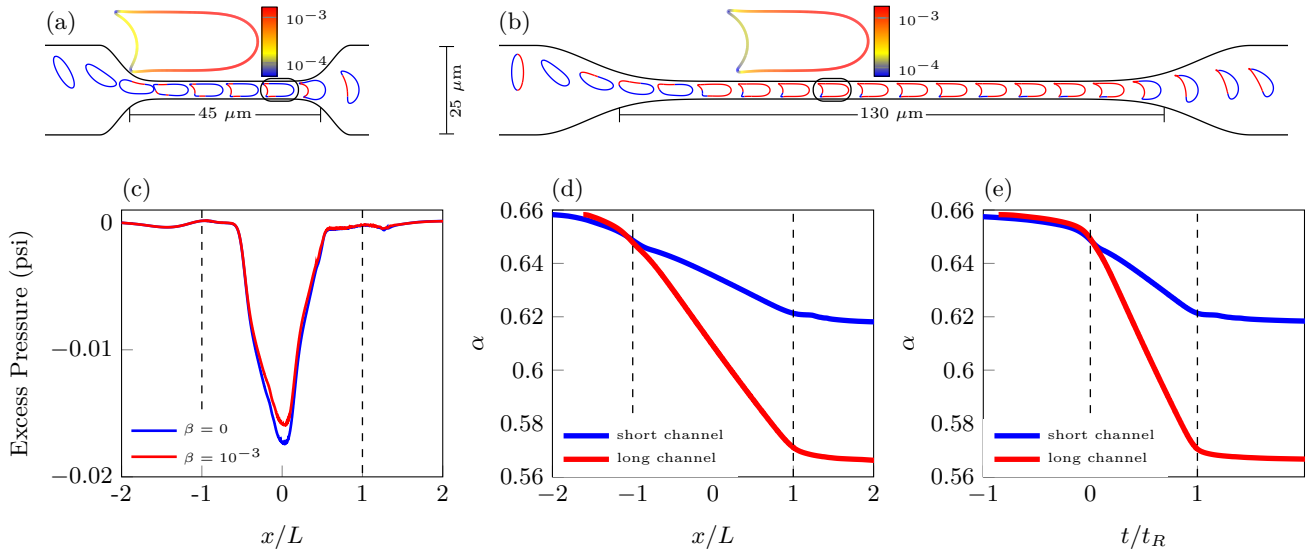 (a)
10⁻³
10⁻⁴
45 μm
25 μm
(b)
10⁻³
10⁻⁴
130 μm
(c)
Excess Pressure (psi)
0
−0.01
−0.02
β = 0
β = 10⁻³
-2
-1
0
1
2
x/L
(d)
α
0.66
0.64
0.62
0.6
0.58
0.56
short channel
long channel
-2
-1
0
1
2
x/L
(e)
α
0.66
0.64
0.62
0.6
0.58
0.56
short channel
long channel
-1
0
1
t/t_R